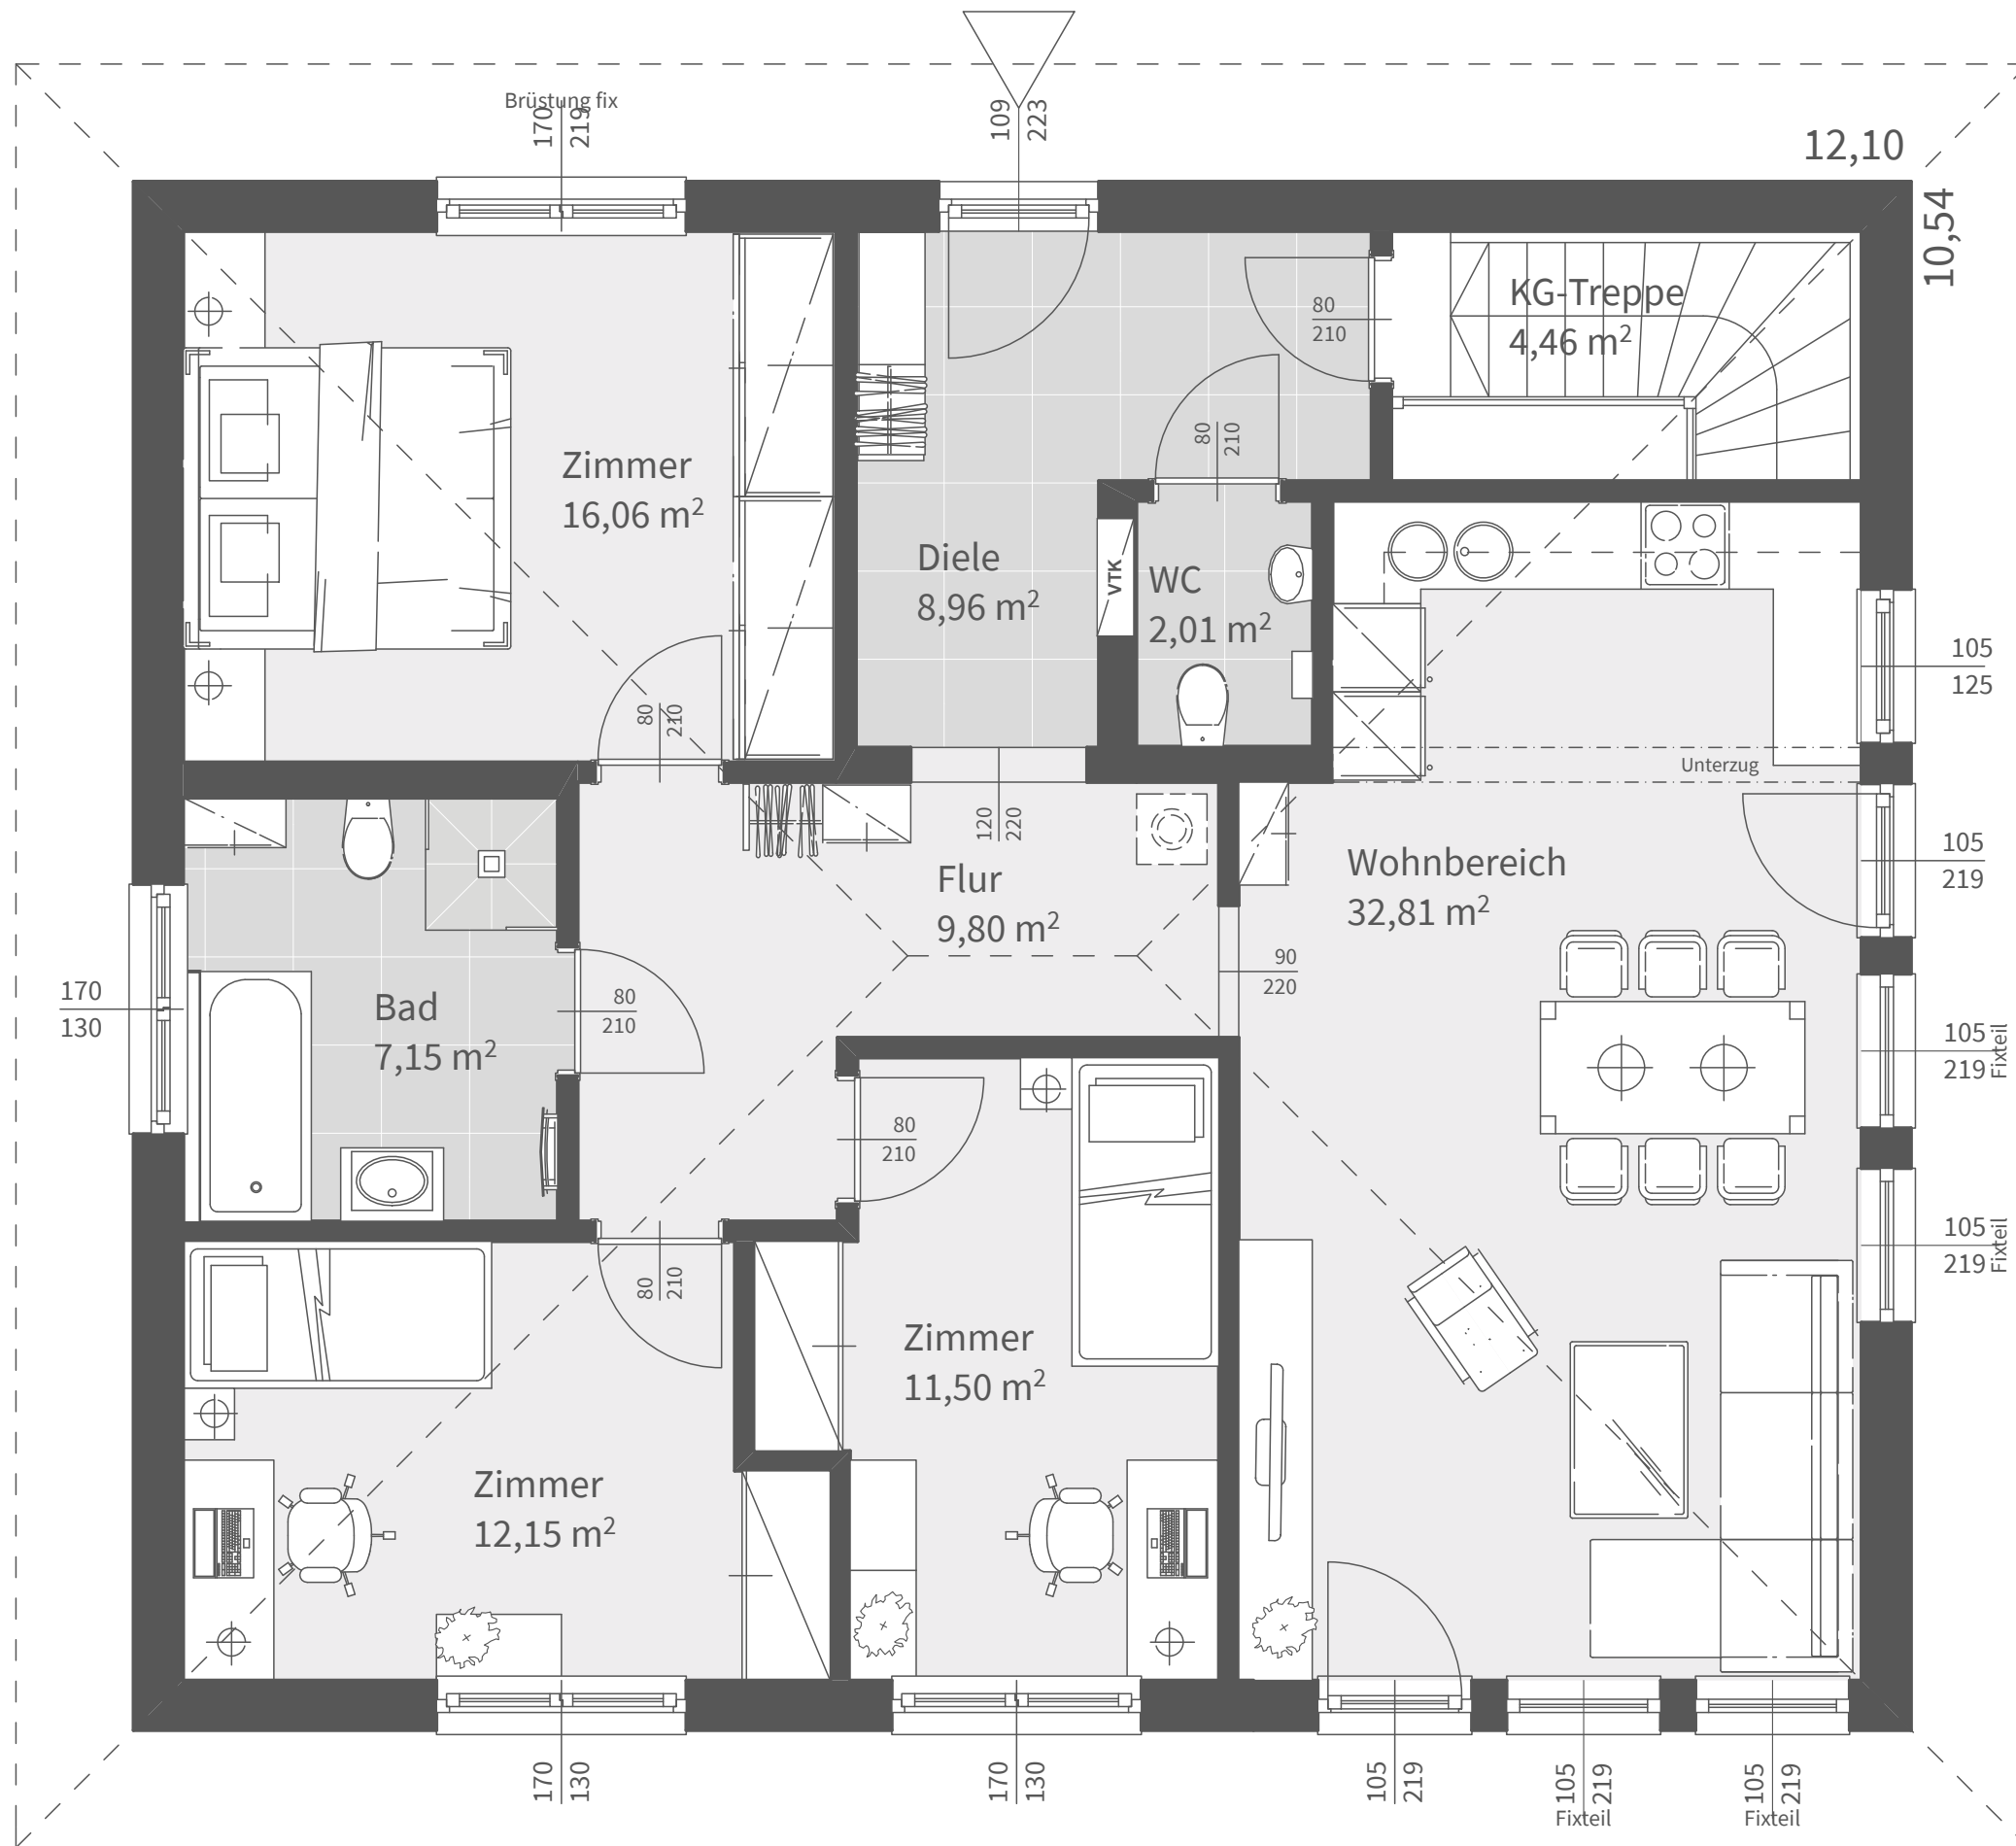 Brüstung fix
170
219
109
223
12,10
10,54
KG-Treppe
4,46 m²
80
210
80
210
Zimmer
16,06 m²
Diele
8,96 m²
VTK
WC
2,01 m²
105
125
80
210
Unterzug
120
220
Flur
9,80 m²
Wohnbereich
32,81 m²
105
219
90
220
170
130
Bad
7,15 m²
80
210
105
219
Fixteil
80
210
105
219
Fixteil
80
210
Zimmer
11,50 m²
Zimmer
12,15 m²
170
130
170
130
105
219
105
219
Fixteil
105
219
Fixteil